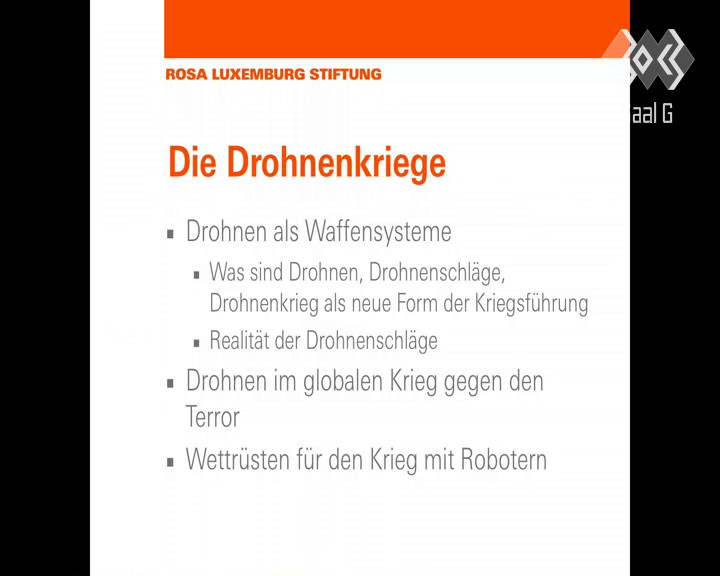 ROSA LUXEMBURG STIFTUNG
aal G
Die Drohnenkriege
Drohnen als Waffensysteme
Was sind Drohnen, Drohnenschläge,
Drohnenkrieg als neue Form der Kriegsführung
Realität der Drohnenschläge
Drohnen im globalen Krieg gegen den
Terror
Wettrüsten für den Krieg mit Robotern